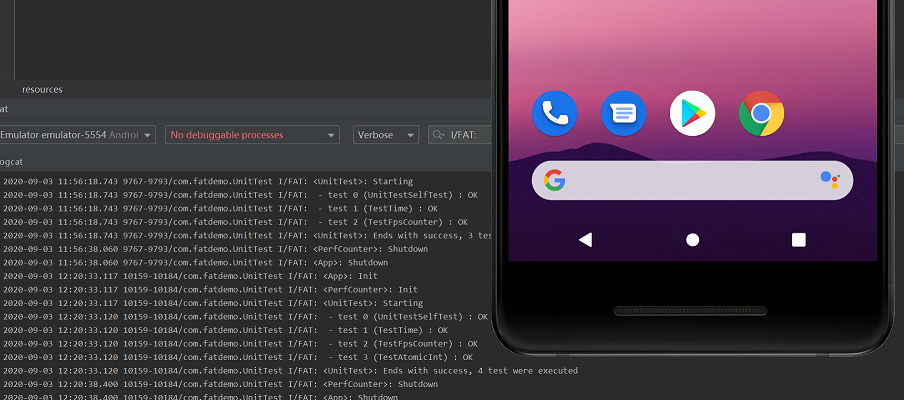 resources
at
Emulator emulator-5554 Androi No debuggable processes Verbose I/FAT:
ogcat
2020-09-03 11:56:18.743 9767-9793/com.fatdemo.UnitTest I/FAT: <UnitTest>: Starting
2020-09-03 11:56:18.743 9767-9793/com.fatdemo.UnitTest I/FAT:  - test 0 (UnitTestSelfTest) : OK
2020-09-03 11:56:18.743 9767-9793/com.fatdemo.UnitTest I/FAT:  - test 1 (TestTime) : OK
2020-09-03 11:56:18.743 9767-9793/com.fatdemo.UnitTest I/FAT:  - test 2 (TestFpsCounter) : OK
2020-09-03 11:56:18.743 9767-9793/com.fatdemo.UnitTest I/FAT: <UnitTest>: Ends with success, 3 tes
2020-09-03 11:56:38.060 9767-9793/com.fatdemo.UnitTest I/FAT: <PerfCounter>: Shutdown
2020-09-03 11:56:38.060 9767-9793/com.fatdemo.UnitTest I/FAT: <App>: Shutdown
2020-09-03 12:20:33.117 10159-10184/com.fatdemo.UnitTest I/FAT: <App>: Init
2020-09-03 12:20:33.117 10159-10184/com.fatdemo.UnitTest I/FAT: <PerfCounter>: Init
2020-09-03 12:20:33.117 10159-10184/com.fatdemo.UnitTest I/FAT: <UnitTest>: Starting
2020-09-03 12:20:33.120 10159-10184/com.fatdemo.UnitTest I/FAT:  - test 0 (UnitTestSelfTest) : OK
2020-09-03 12:20:33.120 10159-10184/com.fatdemo.UnitTest I/FAT:  - test 1 (TestTime) : OK
2020-09-03 12:20:33.120 10159-10184/com.fatdemo.UnitTest I/FAT:  - test 2 (TestFpsCounter) : OK
2020-09-03 12:20:33.120 10159-10184/com.fatdemo.UnitTest I/FAT:  - test 3 (TestAtomicInt) : OK
2020-09-03 12:20:33.120 10159-10184/com.fatdemo.UnitTest I/FAT: <UnitTest>: Ends with success, 4 test were executed
2020-09-03 12:20:38.400 10159-10184/com.fatdemo.UnitTest I/FAT: <PerfCounter>: Shutdown
2020-09-03 12:20:38.400 10159-10184/com.fatdemo.UnitTest I/FAT: <App>: Shutdown